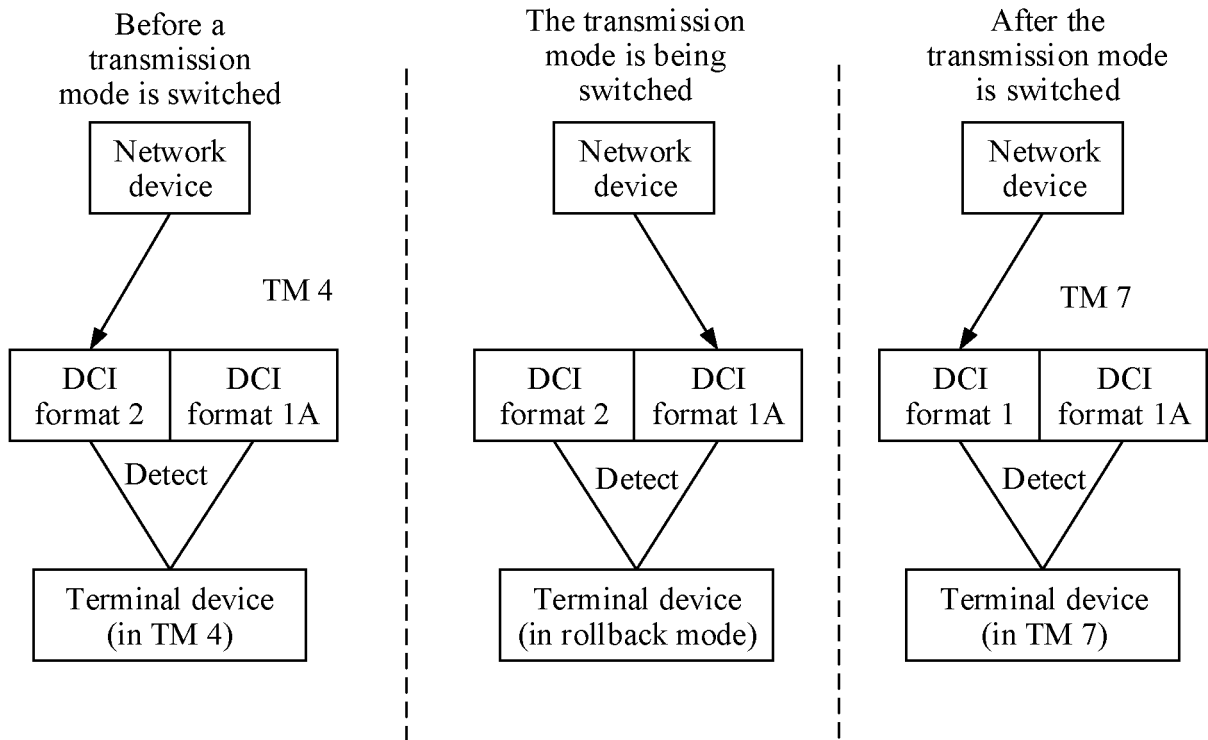 Before a
transmission
mode is switched
Network
device
TM 4
DCI
format 2
DCI
format 1A
Detect
Terminal device
(in TM 4)
The transmission
mode is being
switched
Network
device
DCI
format 2
DCI
format 1A
Detect
Terminal device
(in rollback mode)
After the
transmission mode
is switched
Network
device
TM 7
DCI
format 1
DCI
format 1A
Detect
Terminal device
(in TM 7)